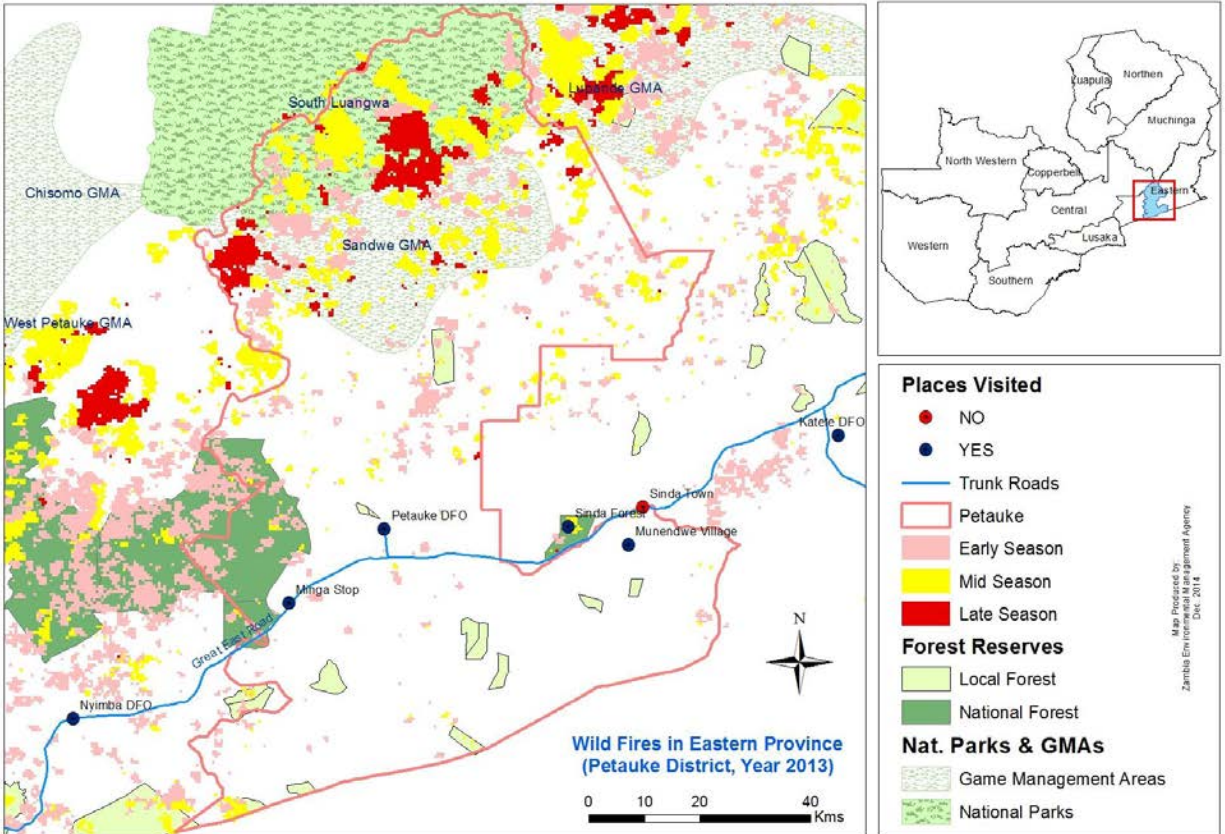 South Luangwa
Lupande GMA
Chisomo GMA
Sandwe GMA
West Petauke GMA
Katete DFO
Sinda Town
Petauke DFO
Sinda Forest
Munendwe Village
Minga Stop
Great East Road
Nyimba DFO
N
Wild Fires in Eastern Province
(Petauke District, Year 2013)
0 10 20 40
Kms
Luapula
Northen
Muchinga
North Western
Copperbelt
Eastern
Central
Western
Lusaka
Southern
Places Visited
NO
YES
Trunk Roads
Petauke
Early Season
Mid Season
Late Season
Forest Reserves
Local Forest
National Forest
Nat. Parks & GMAs
Game Management Areas
National Parks
Map Produced by
Zambia Environmental Management Agency
Dec. 2014